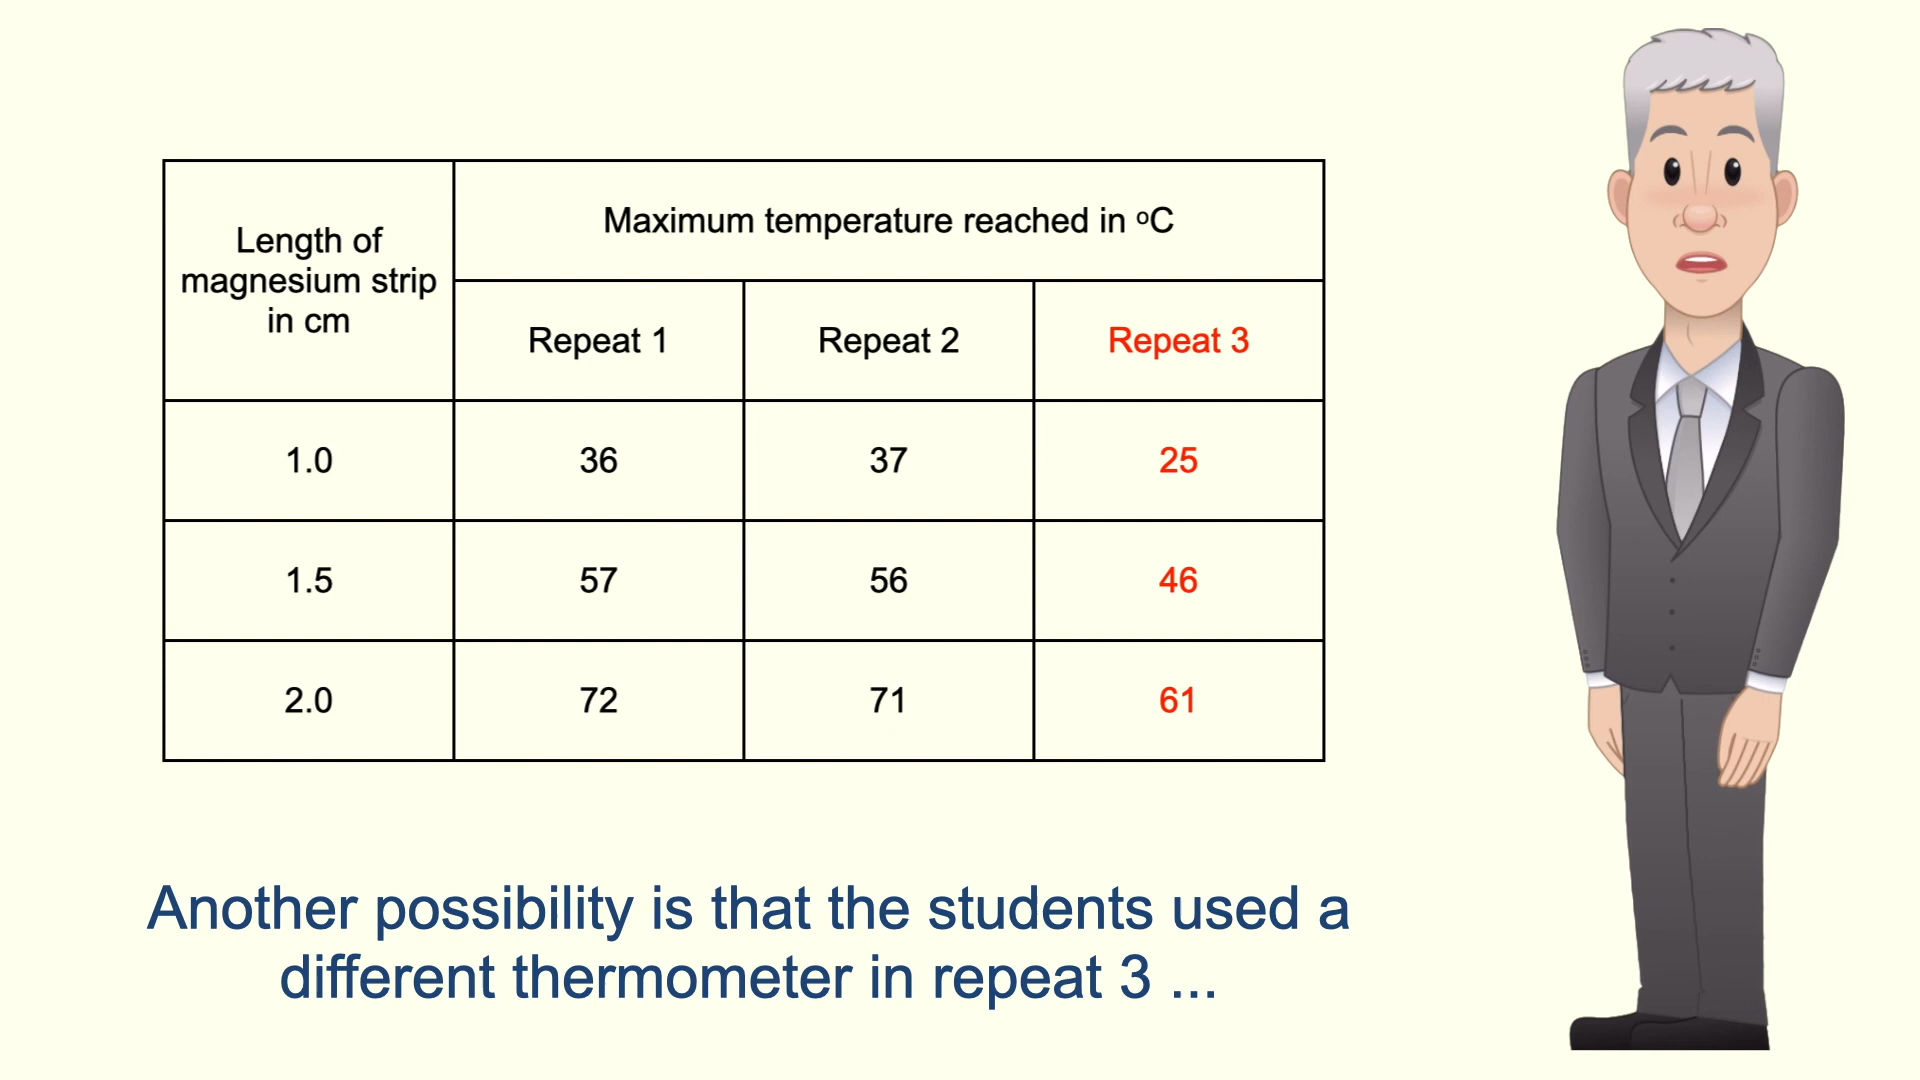 Length of
magnesium strip
in cm
Maximum temperature reached in ºC
Repeat 1 Repeat 2 Repeat 3
1.0 36 37 25
1.5 57 56 46
2.0 72 71 61
Another possibility is that the students used a
different thermometer in repeat 3 ...